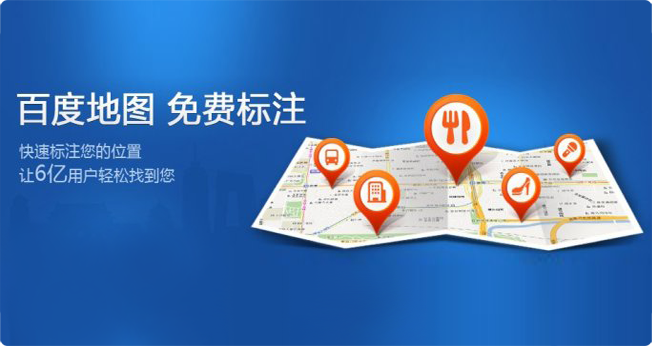 百度地图 免费标注
快速标注您的位置
让6亿用户轻松找到您